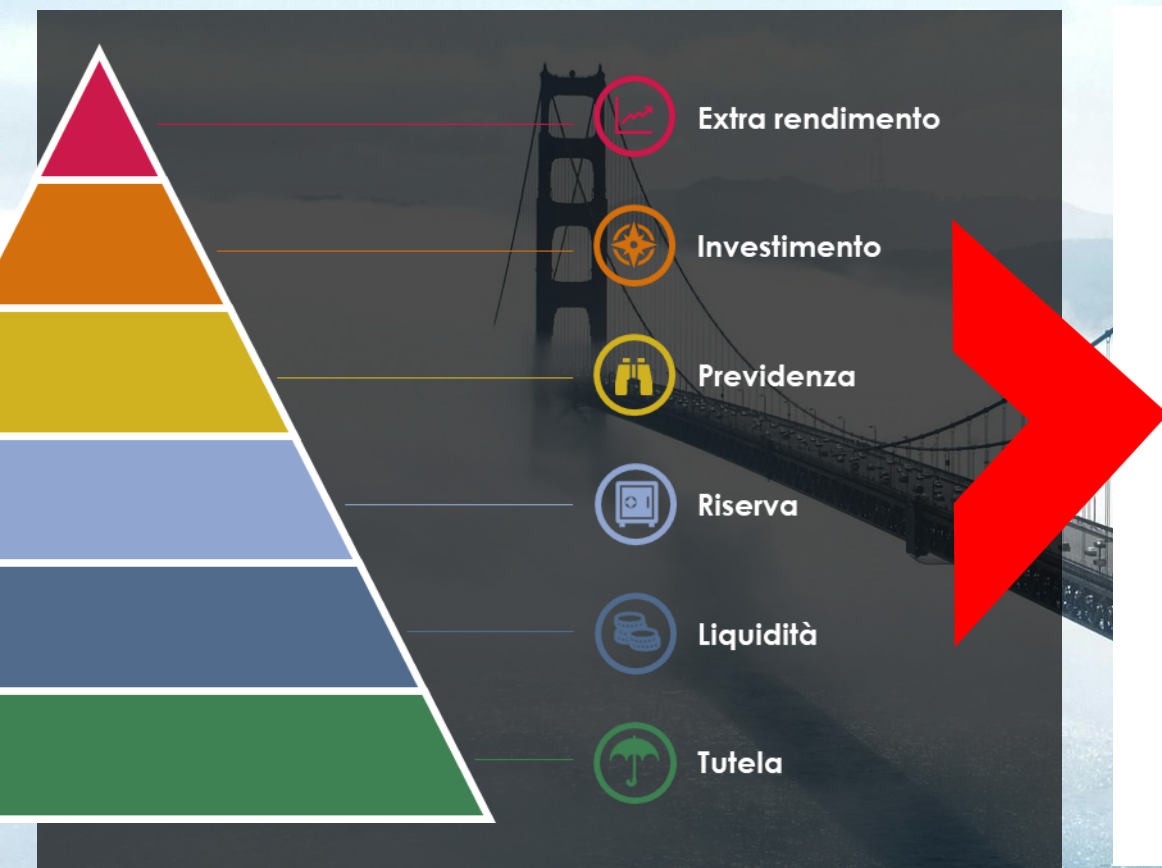 Extra rendimento
Investimento
Previdenza
Riserva
Liquidità
Tutela